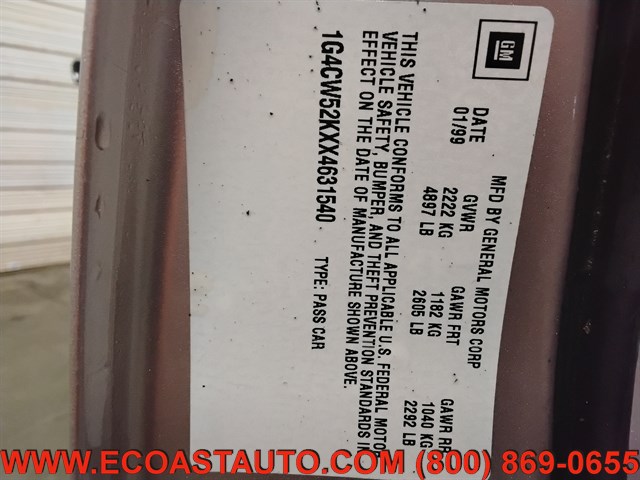 GM
MFD BY GENERAL MOTORS CORP
DATE GVWR GAWR FRT GAWR RR
01/99 2222 KG 1182 KG 1040 KG
4897 LB 2605 LB 2292 LB
THIS VEHICLE CONFORMS TO ALL APPLICABLE U.S. FEDERAL MOTOR
VEHICLE SAFETY, BUMPER, AND THEFT PREVENTION STANDARDS IN
EFFECT ON THE DATE OF MANUFACTURE SHOWN ABOVE.
1G4CW52KXX4631540 TYPE: PASS CAR
WWW.ECOASTAUTO.COM (800) 869-0655